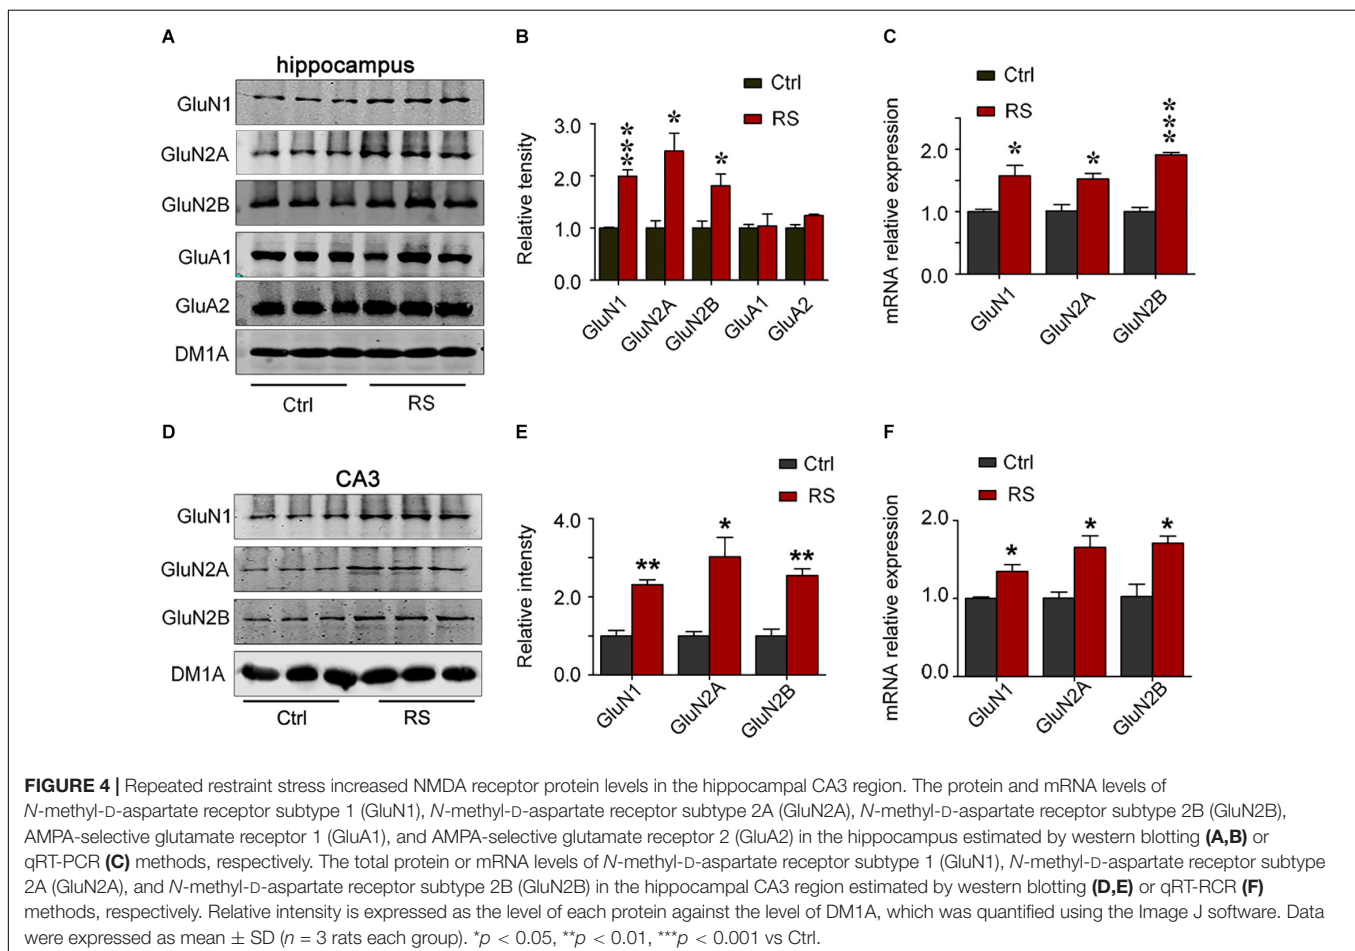 A
hippocampus
GluN1
GluN2A
GluN2B
GluA1
GluA2
DM1A
Ctrl RS
B
Ctrl
RS
Relative tensity
3.0
2.0
1.0
0.0
***
*
*
GluN1 GluN2A GluN2B GluA1 GluA2
C
Ctrl
RS
mRNA relative expression
2.0
1.0
0.0
*
*
***
GluN1 GluN2A GluN2B
D
CA3
GluN1
GluN2A
GluN2B
DM1A
Ctrl RS
E
Ctrl
RS
Relative intensty
4.0
2.0
0.0
**
*
**
GluN1 GluN2A GluN2B
F
Ctrl
RS
mRNA relative expression
2.0
1.0
0.0
*
*
*
GluN1 GluN2A GluN2B
FIGURE 4 | Repeated restraint stress increased NMDA receptor protein levels in the hippocampal CA3 region. The protein and mRNA levels of
N-methyl-D-aspartate receptor subtype 1 (GluN1), N-methyl-D-aspartate receptor subtype 2A (GluN2A), N-methyl-D-aspartate receptor subtype 2B (GluN2B),
AMPA-selective glutamate receptor 1 (GluA1), and AMPA-selective glutamate receptor 2 (GluA2) in the hippocampus estimated by western blotting (A,B) or
qRT-PCR (C) methods, respectively. The total protein or mRNA levels of N-methyl-D-aspartate receptor subtype 1 (GluN1), N-methyl-D-aspartate receptor subtype
2A (GluN2A), and N-methyl-D-aspartate receptor subtype 2B (GluN2B) in the hippocampal CA3 region estimated by western blotting (D,E) or qRT-RCR (F)
methods, respectively. Relative intensity is expressed as the level of each protein against the level of DM1A, which was quantified using the Image J software. Data
were expressed as mean ± SD (n = 3 rats each group). *p < 0.05, **p < 0.01, ***p < 0.001 vs Ctrl.